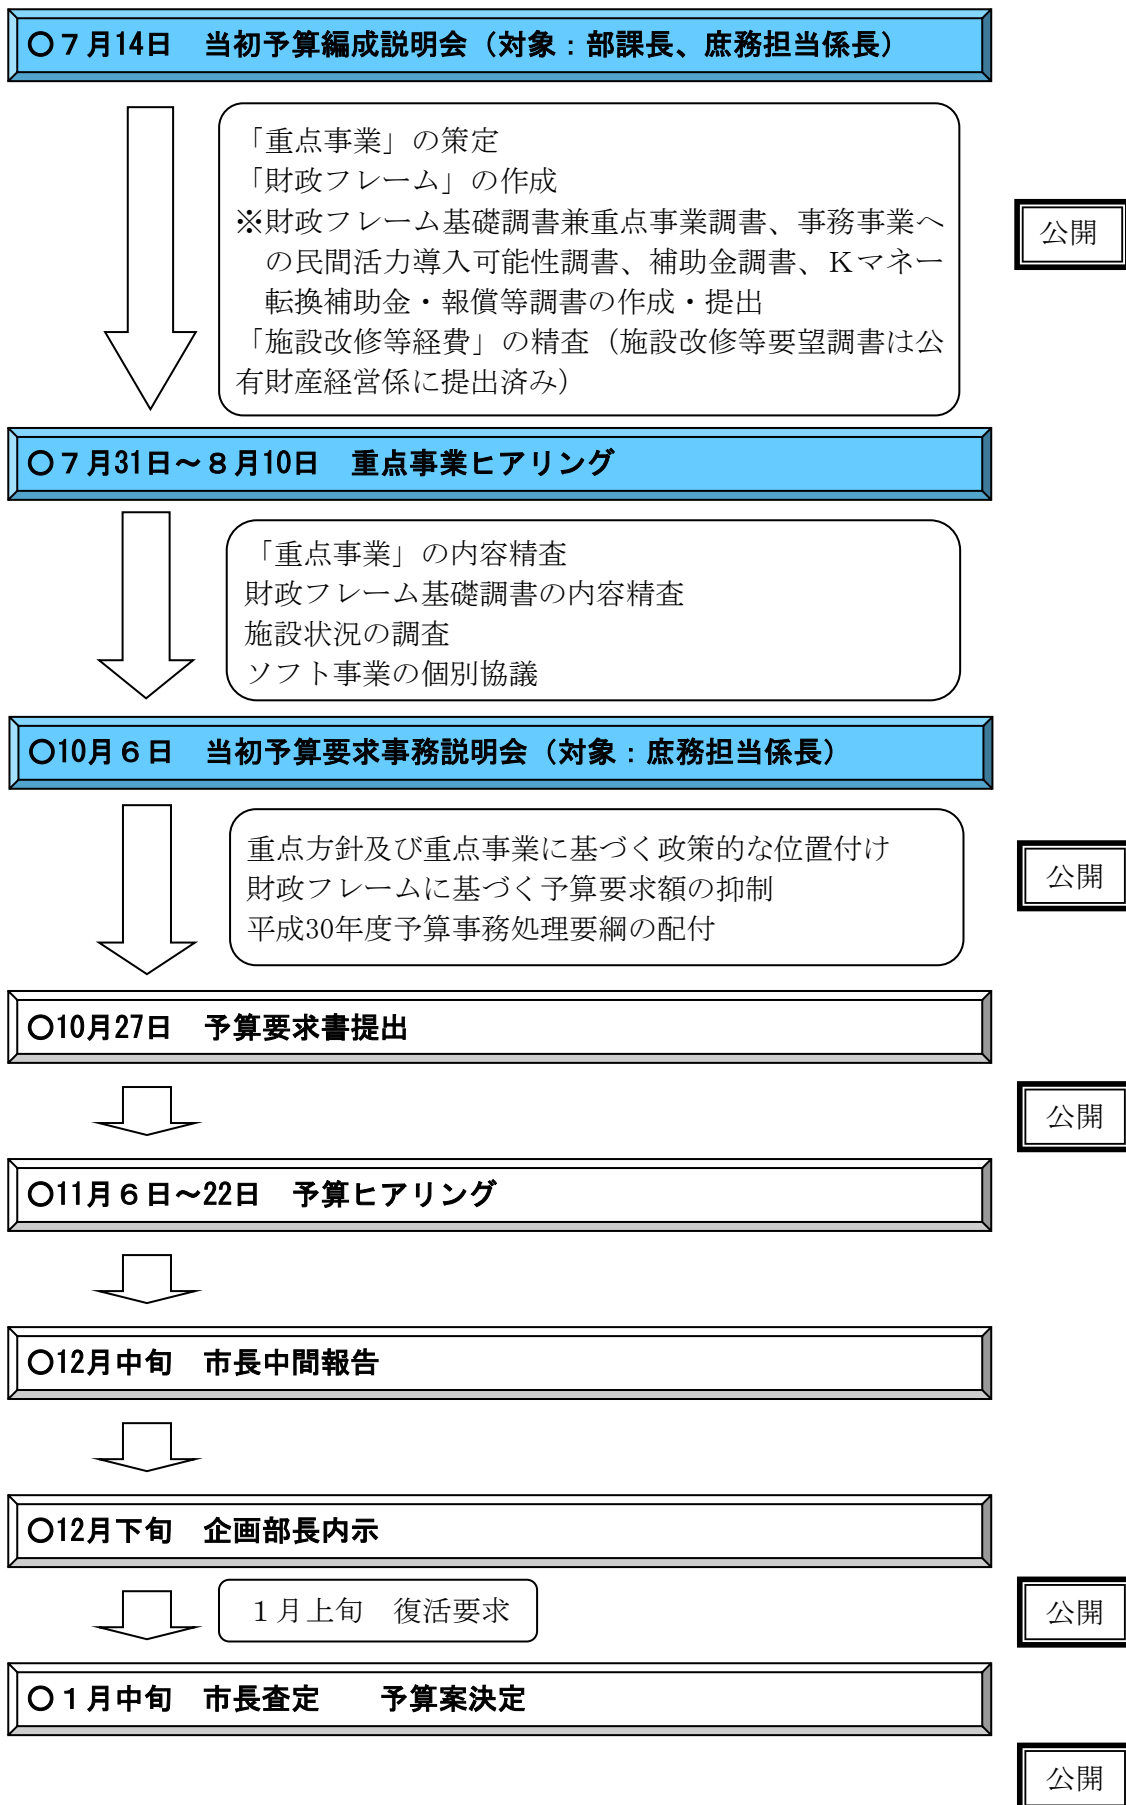 〇７月14日　当初予算編成説明会（対象：部課長、庶務担当係長）
「重点事業」の策定
「財政フレーム」の作成
※財政フレーム基礎調書兼重点事業調書、事務事業へ
の民間活力導入可能性調書、補助金調書、Ｋマネー
転換補助金・報償等調書の作成・提出
「施設改修等経費」の精査（施設改修等要望調書は公
有財産経営係に提出済み）
公開
〇７月31日～８月10日　重点事業ヒアリング
「重点事業」の内容精査
財政フレーム基礎調書の内容精査
施設状況の調査
ソフト事業の個別協議
〇10月６日　当初予算要求事務説明会（対象：庶務担当係長）
重点方針及び重点事業に基づく政策的な位置付け
財政フレームに基づく予算要求額の抑制
平成30年度予算事務処理要綱の配付
公開
〇10月27日　予算要求書提出
公開
〇11月６日～22日　予算ヒアリング
〇12月中旬　市長中間報告
〇12月下旬　企画部長内示
１月上旬　復活要求
公開
〇１月中旬　市長査定　　予算案決定
公開